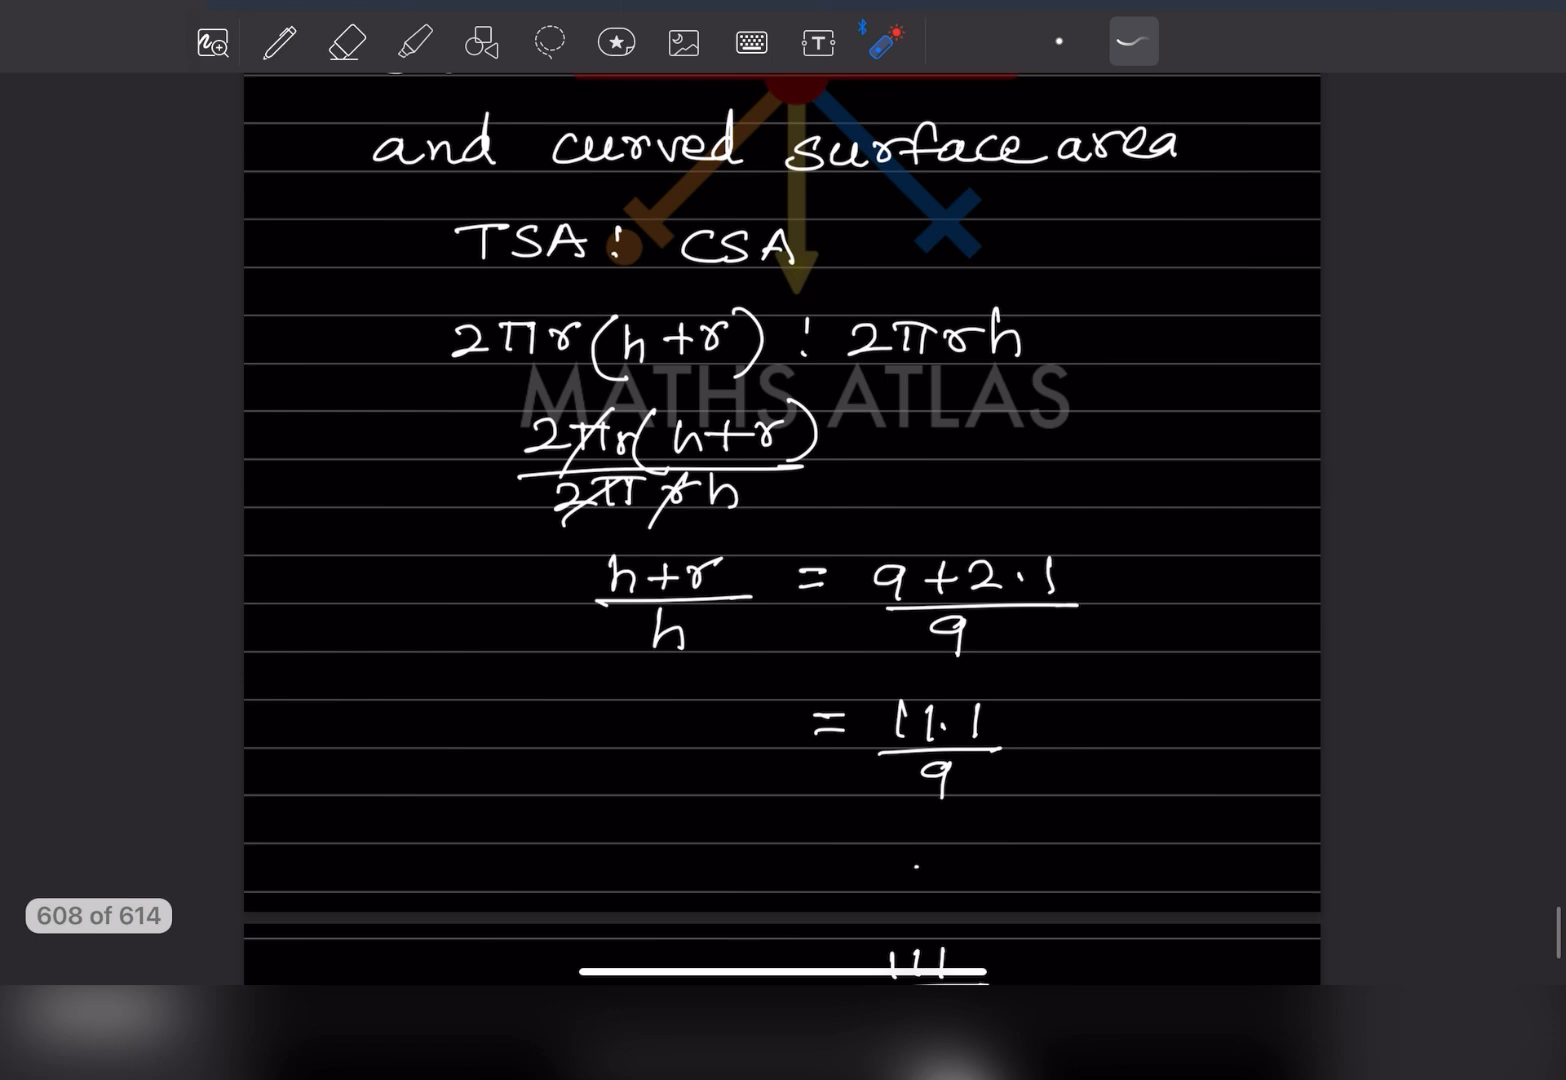 and curved surface area
TSA : CSA
2πr(h+r) : 2πrh
MATHS ATLAS
2πr(h+r)
2πrh
h+r = 9+2.1
h 9
= 11.1
9
608 of 614
111